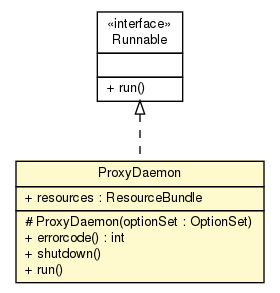 «interface»
Runnable
+ run()
ProxyDaemon
+ resources : ResourceBundle
# ProxyDaemon(optionSet : OptionSet)
+ errorcode() : int
+ shutdown()
+ run()